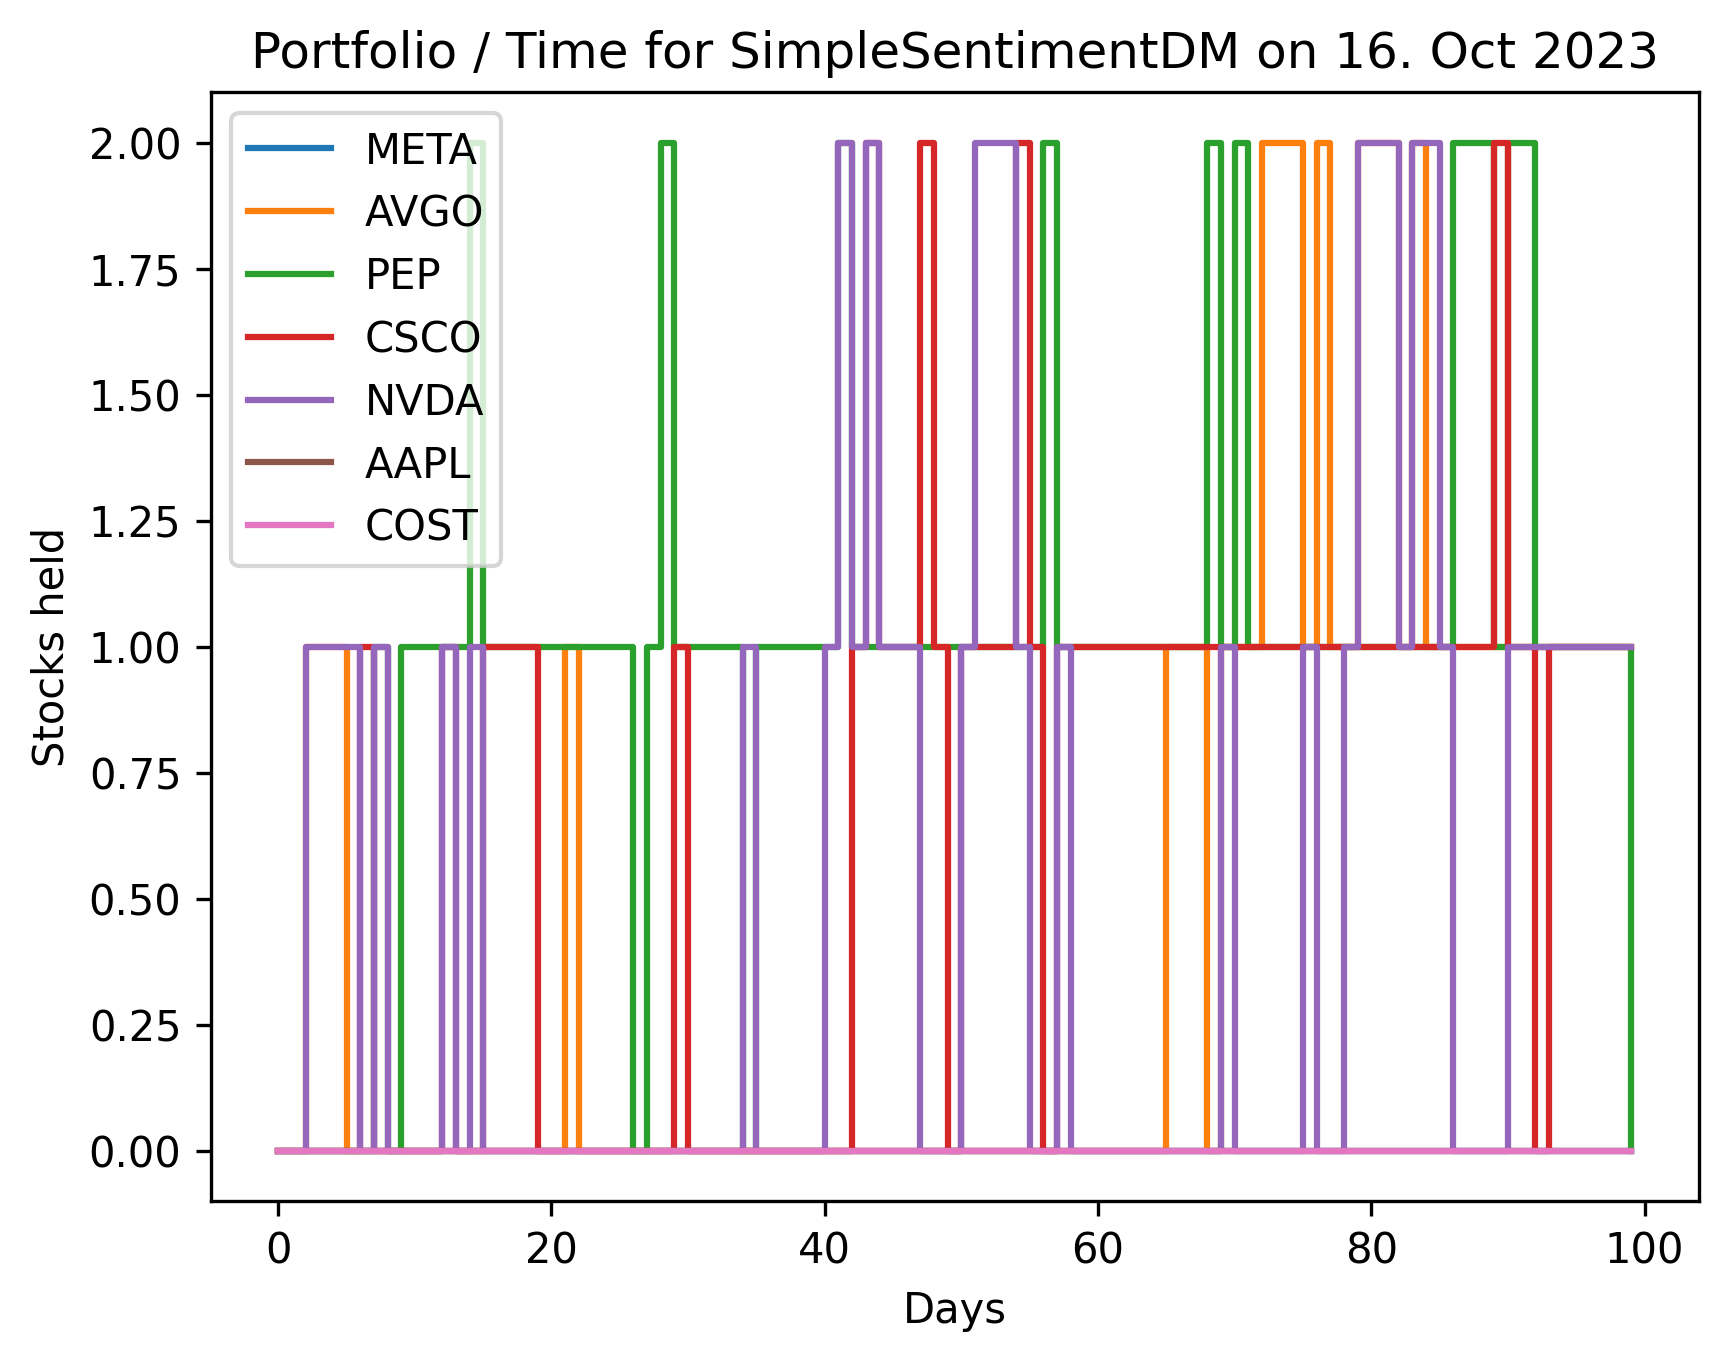 Portfolio / Time for SimpleSentimentDM on 16. Oct 2023
META
AVGO
PEP
CSCO
NVDA
AAPL
COST
Stocks held
2.00
1.75
1.50
1.25
1.00
0.75
0.50
0.25
0.00
0 20 40 60 80 100
Days